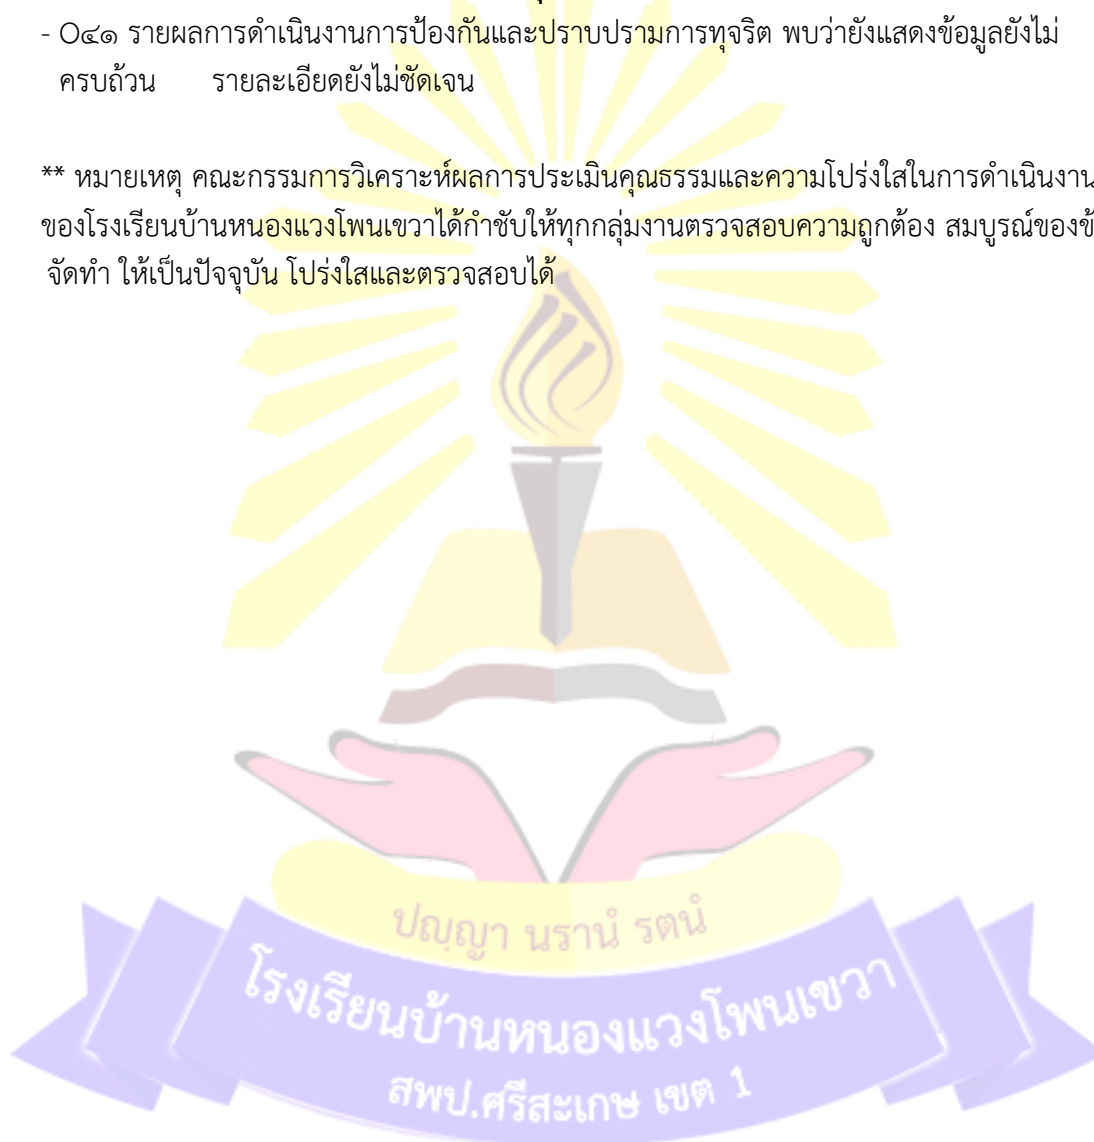 - O๔๑ รายผลการดำเนินงานการป้องกันและปราบปรามการทุจริต พบว่ายังแสดงข้อมูลยังไม่
ครบถ้วน รายละเอียดยังไม่ชัดเจน
** หมายเหตุ คณะกรรมการวิเคราะห์ผลการประเมินคุณธรรมและความโปร่งใสในการดำเนินงาน
ของโรงเรียนบ้านหนองแวงโพนเขวาได้กำชับให้ทุกกลุ่มงานตรวจสอบความถูกต้อง สมบูรณ์ของข้
จัดทำ ให้เป็นปัจจุบัน โปร่งใสและตรวจสอบได้
ปญฺญา นรานํ รตนํ
โรงเรียนบ้านหนองแวงโพนเขวา
สพป.ศรีสะเกษ เขต 1